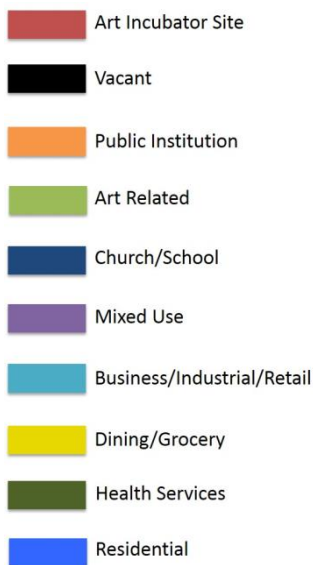 Art Incubator Site
Vacant
Public Institution
Art Related
Church/School
Mixed Use
Business/Industrial/Retail
Dining/Grocery
Health Services
Residential